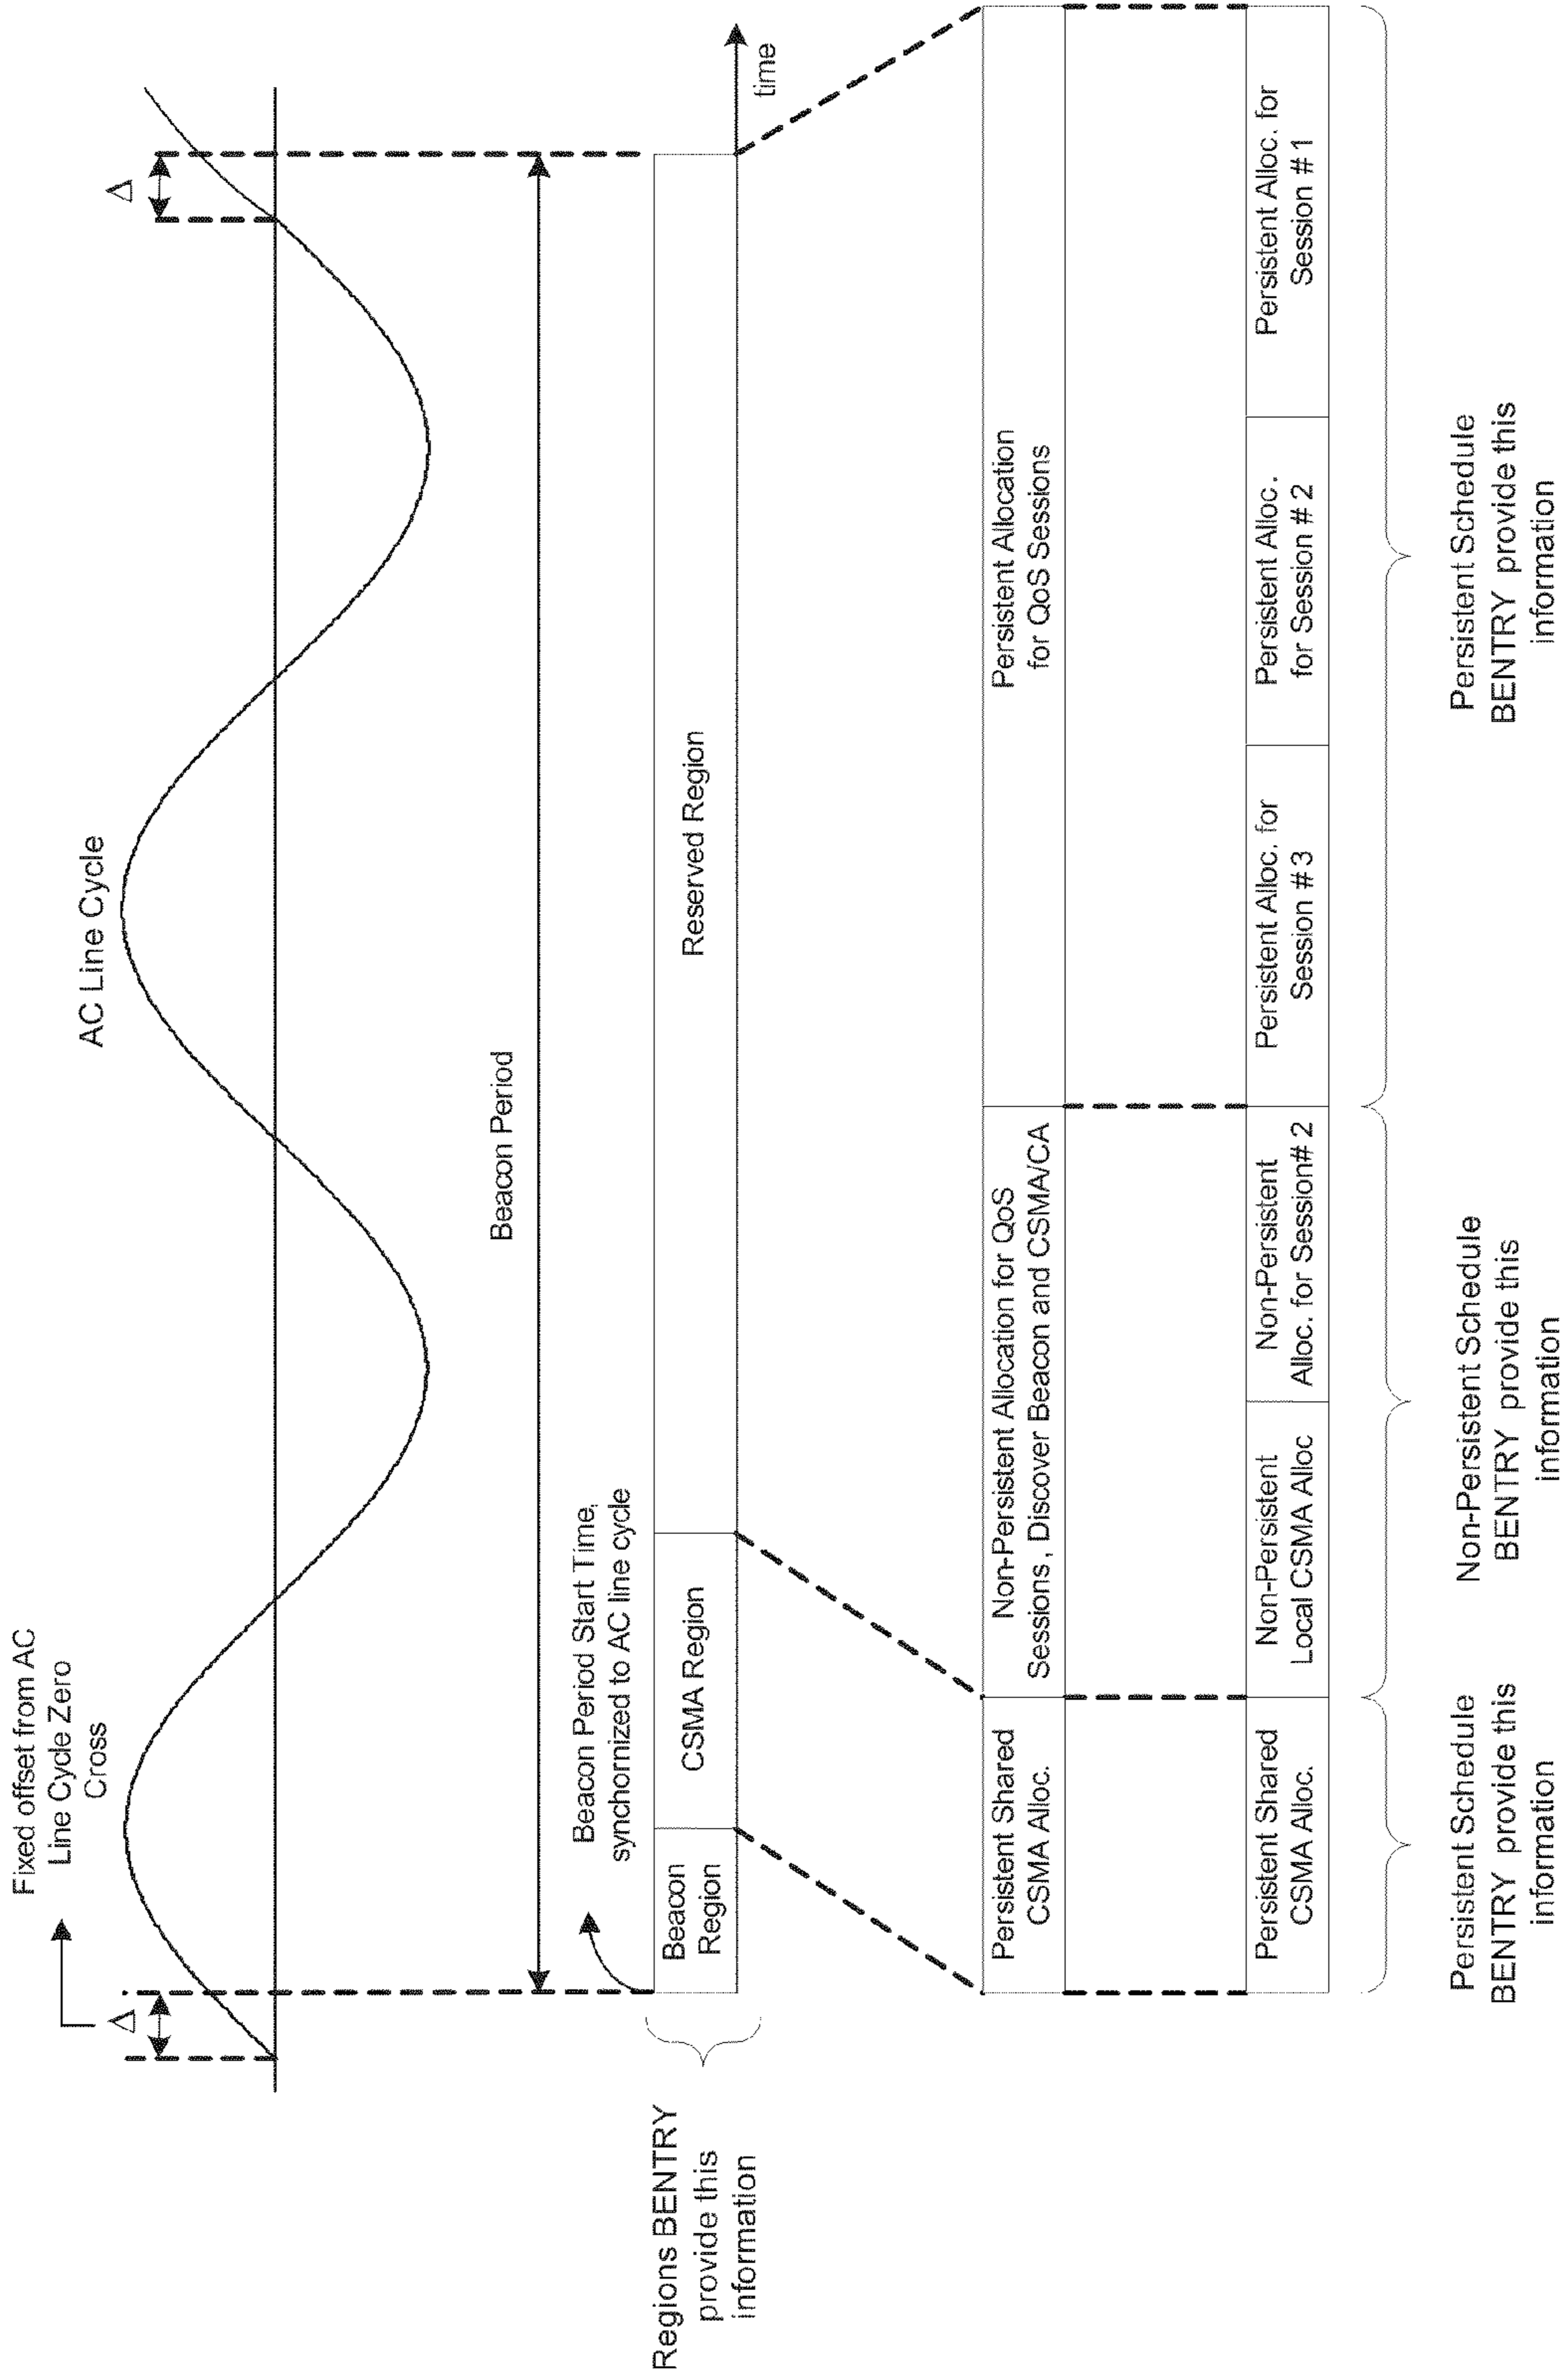 Fixed offset from AC
Line Cycle Zero
Cross
Δ
AC Line Cycle
Δ
Beacon Period
Beacon Period Start Time,
synchornized to AC line cycle
Regions BENTRY
provide this
information
Beacon
Region
CSMA Region
Reserved Region
time
Persistent Shared
CSMA Alloc.
Non-Persistent Allocation for QoS
Sessions, Discover Beacon and CSMA/CA
Persistent Allocation
for QoS Sessions
Persistent Shared
CSMA Alloc.
Non-Persistent
Local CSMA Alloc
Non-Persistent
Alloc. for Session# 2
Persistent Alloc. for
Session #3
Persistent Alloc.
for Session # 2
Persistent Alloc. for
Session # 1
Persistent Schedule
BENTRY provide this
information
Non-Persistent Schedule
BENTRY provide this
information
Persistent Schedule
BENTRY provide this
information